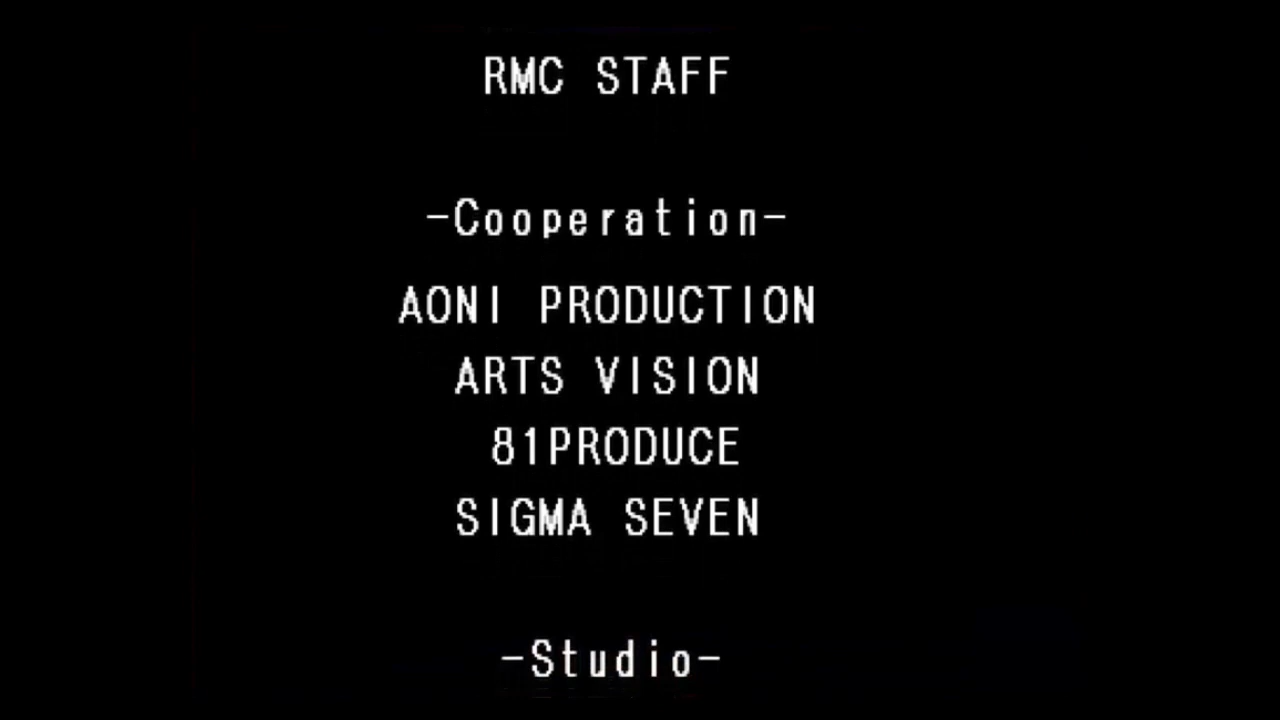 RMC STAFF
-Cooperation-
AONI PRODUCTION
ARTS VISION
81PRODUCE
SIGMA SEVEN
-Studio-